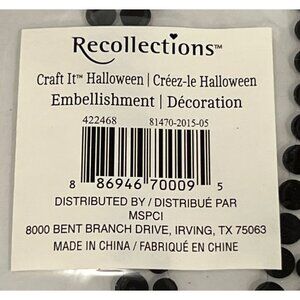 Recollections™
Craft It™ Halloween | Créez-le Halloween
Embellishment | Décoration
422468 81470-2015-05
8 86946 70009 5
DISTRIBUTED BY / DISTRIBUÉ PAR
MSPCI
8000 BENT BRANCH DRIVE, IRVING, TX 75063
MADE IN CHINA / FABRIQUÉ EN CHINE